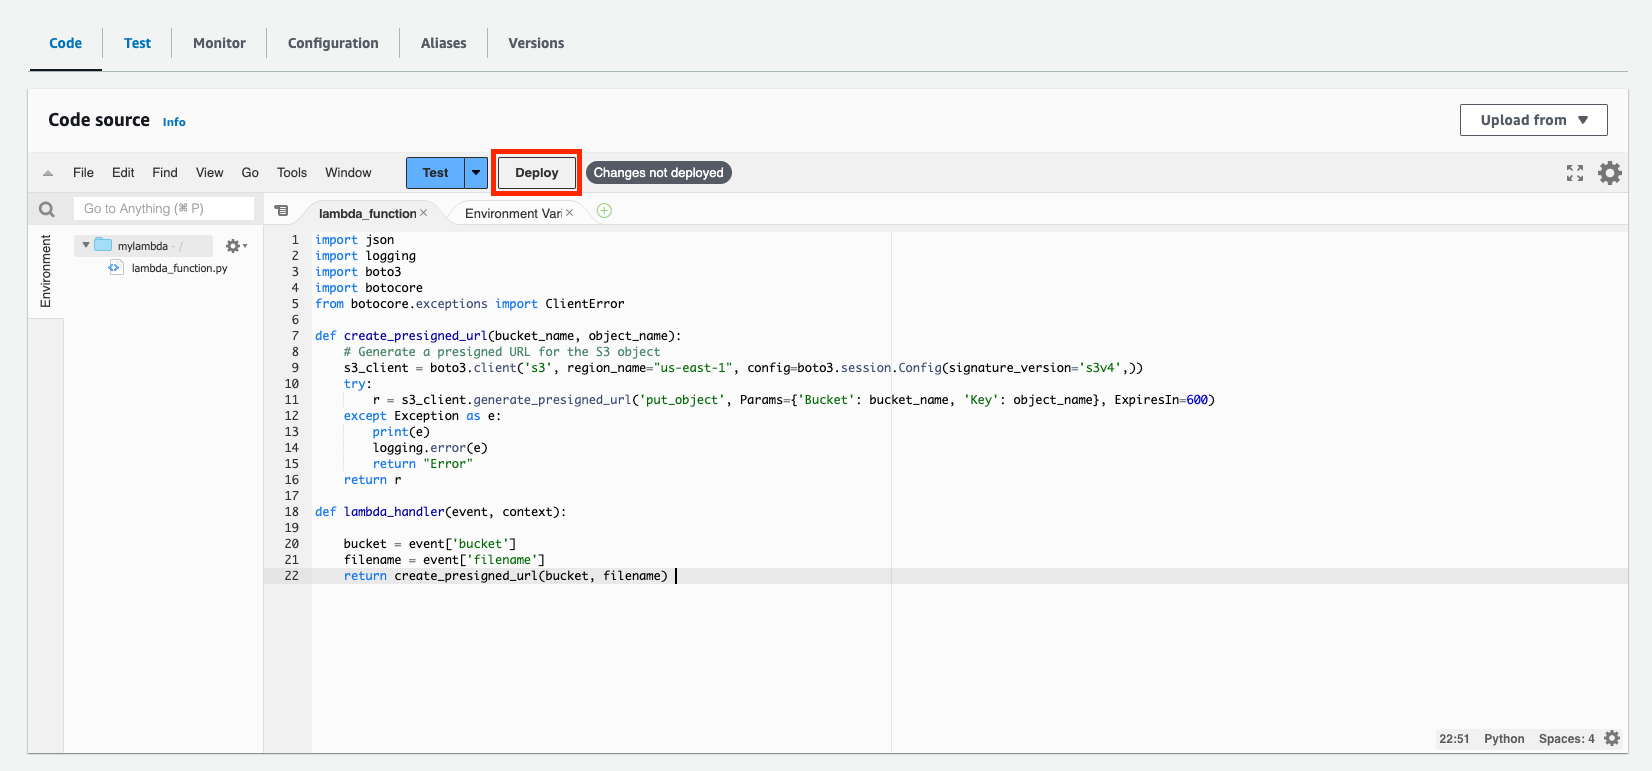 Code Test Monitor Configuration Aliases Versions
Code source Info
Upload from
File Edit Find View Go Tools Window Test Deploy Changes not deployed
Go to Anything (⌘ P)
lambda_function Environment Vari
Environment
mylambda - /
lambda_function.py
1 import json
2 import logging
3 import boto3
4 import botocore
5 from botocore.exceptions import ClientError
6
7 def create_presigned_url(bucket_name, object_name):
8     # Generate a presigned URL for the S3 object
9     s3_client = boto3.client('s3', region_name="us-east-1", config=boto3.session.Config(signature_version='s3v4',))
10     try:
11         r = s3_client.generate_presigned_url('put_object', Params={'Bucket': bucket_name, 'Key': object_name}, ExpiresIn=600)
12     except Exception as e:
13         print(e)
14         logging.error(e)
15         return "Error"
16     return r
17
18 def lambda_handler(event, context):
19
20     bucket = event['bucket']
21     filename = event['filename']
22     return create_presigned_url(bucket, filename)
22:51 Python Spaces: 4